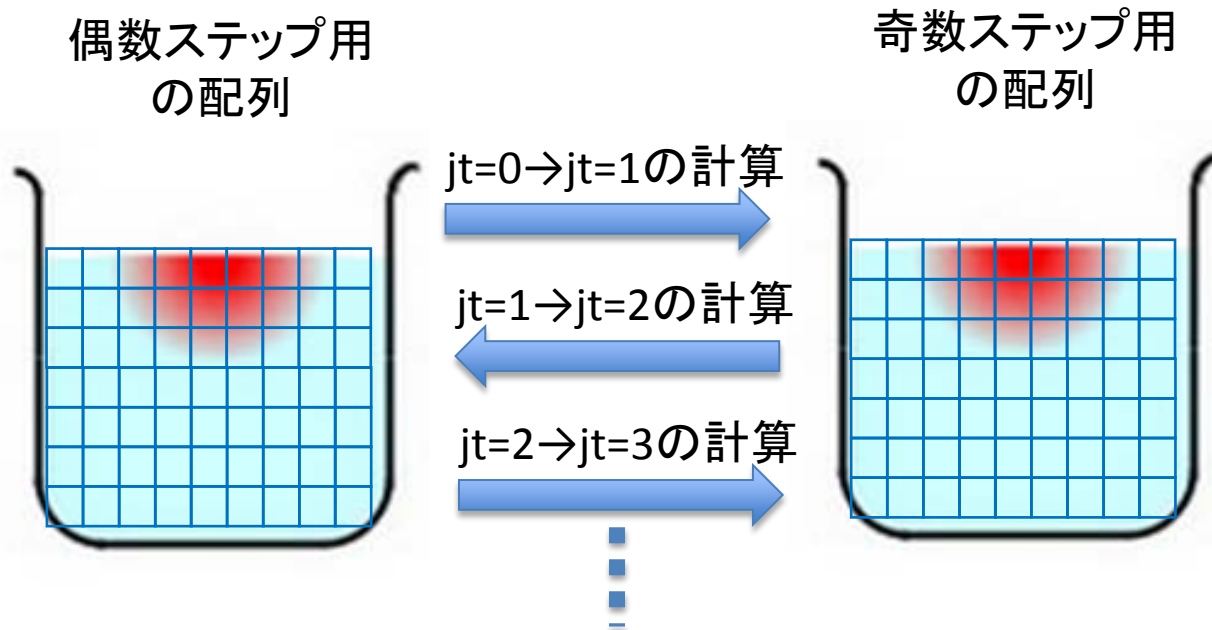 偶数ステップ用
の配列
奇数ステップ用
の配列
jt=0→jt=1の計算
jt=1→jt=2の計算
jt=2→jt=3の計算